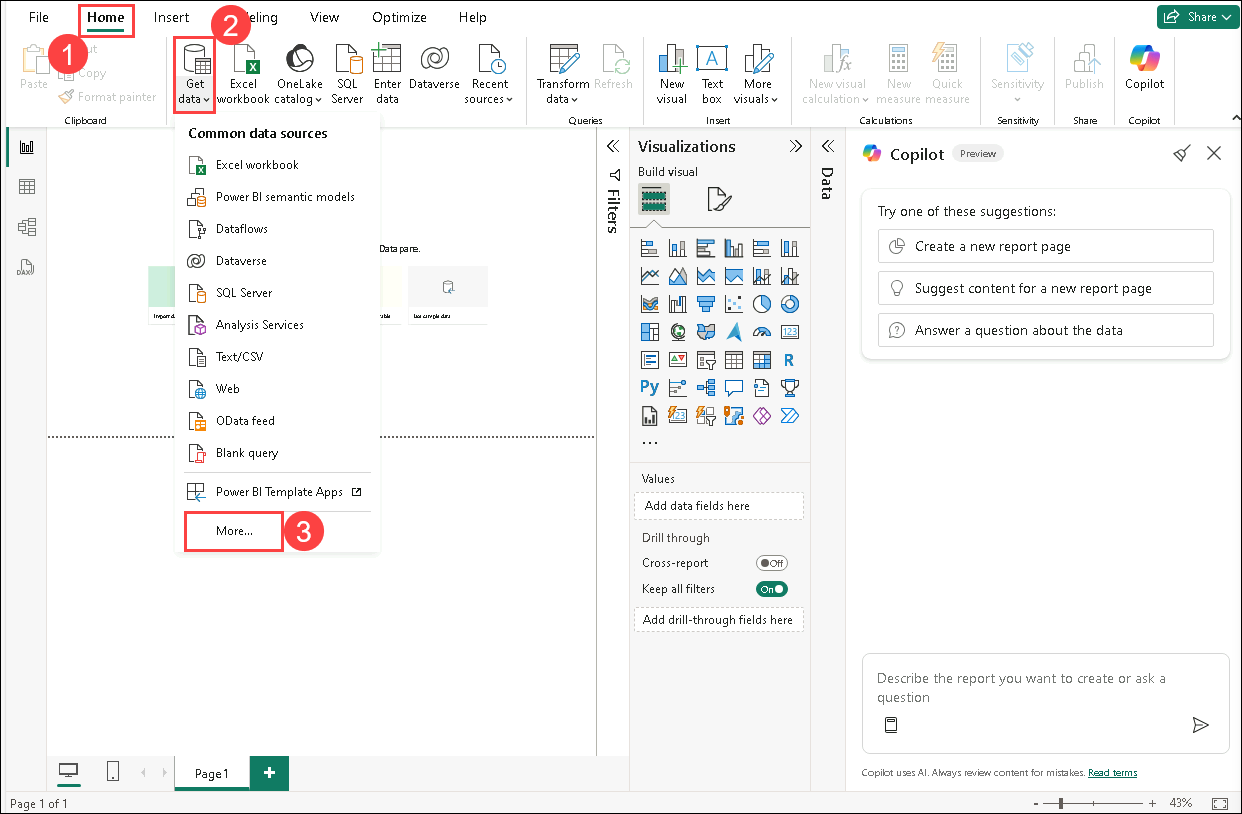 File
Home
Insert
eling
View
Optimize
Help
Share
1
2
Paste
Copy
Format painter
Clipboard
Get data
Excel workbook
OneLake catalog
SQL Server
Enter data
Dataverse
Recent sources
Transform data
Refresh
Queries
New visual
Text box
More visuals
Insert
New visual calculation
New measure
Quick measure
Calculations
Sensitivity
Sensitivity
Publish
Share
Copilot
Copilot
Common data sources
Excel workbook
Power BI semantic models
Dataflows
Dataverse
SQL Server
Analysis Services
Text/CSV
Web
OData feed
Blank query
Power BI Template Apps
More...
3
Data pane.
Filters
Visualizations
Build visual
123
R
Py
123
...
Values
Add data fields here
Drill through
Cross-report
Off
Keep all filters
On
Add drill-through fields here
Data
Copilot
Preview
Try one of these suggestions:
Create a new report page
Suggest content for a new report page
Answer a question about the data
Describe the report you want to create or ask a
question
Copilot uses AI. Always review content for mistakes. Read terms
Page 1
+
Page 1 of 1
- + 43%